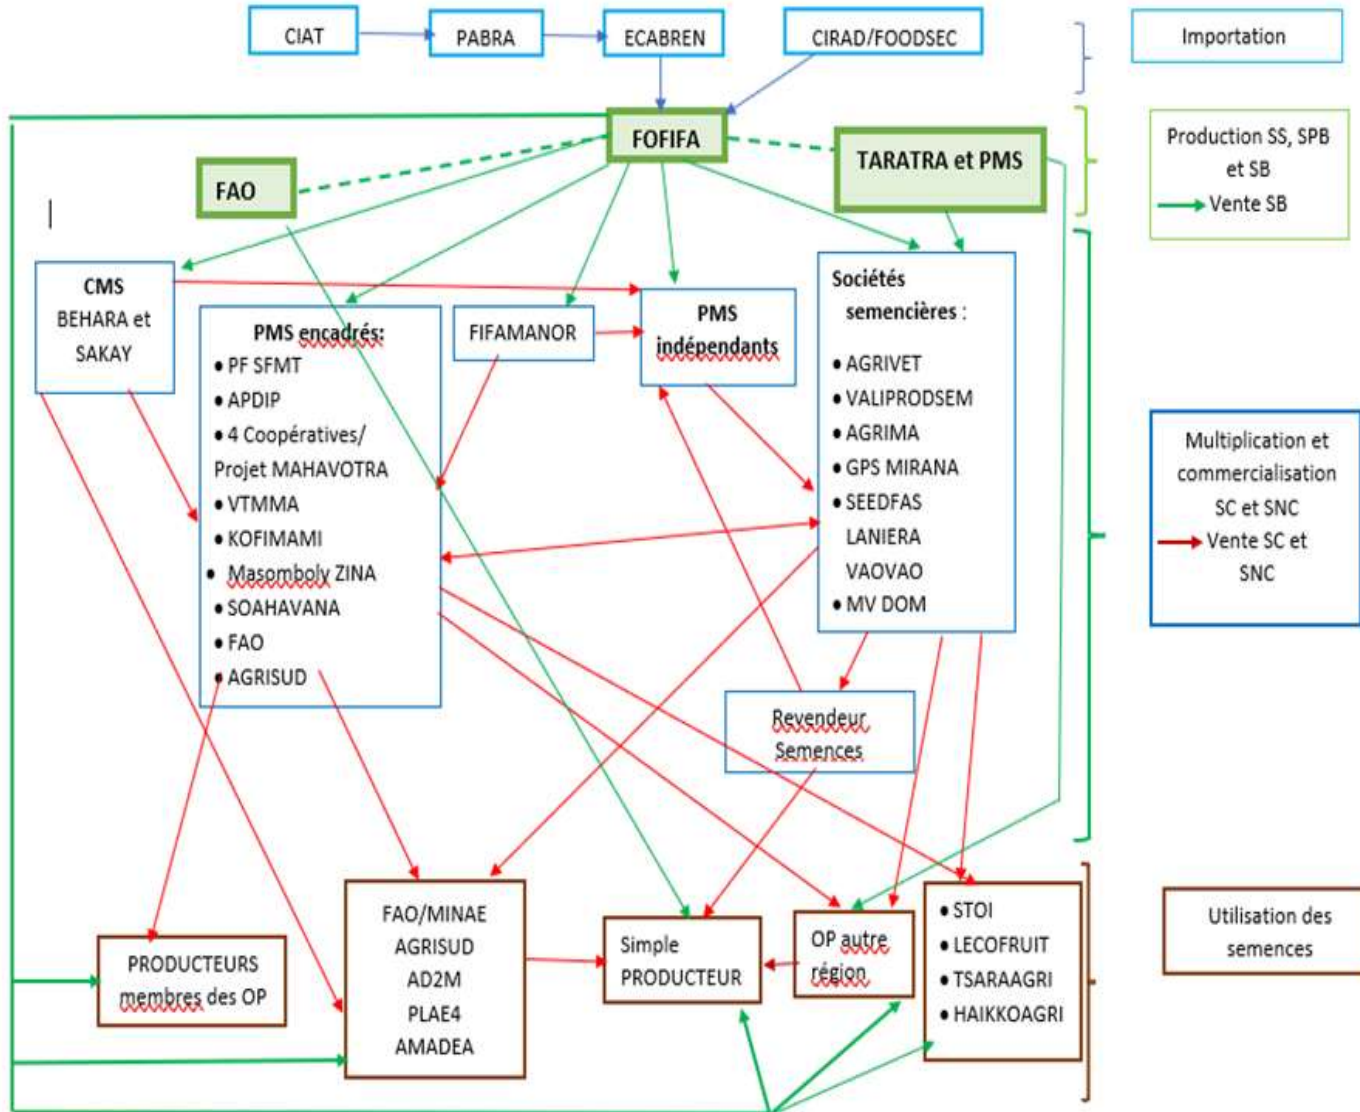 CIAT
PABRA
ECABREN
CIRAD/FOODSEC
Importation
FOFIFA
FAO
TARATRA et PMS
Production SS, SPB
et SB
Vente SB
CMS
BEHARA et
SAKAY
PMS encadrés:
• PF SFMT
• APDIP
• 4 Coopératives/
Projet MAHAVOTRA
• VTMMA
• KOFIMAMI
• Masomboly ZINA
• SOAHAVANA
• FAO
• AGRISUD
FIFAMANOR
PMS
indépendants
Sociétés
semencières :
• AGRIVET
• VALIPRODSEM
• AGRIMA
• GPS MIRANA
• SEEDFAS
LANIERA
VAOVAO
• MV DOM
Multiplication et
commercialisation
SC et SNC
Vente SC et
SNC
Revendeur
Semences
PRODUCTEURS
membres des OP
FAO/MINAE
AGRISUD
AD2M
PLAE4
AMADEA
Simple
PRODUCTEUR
OP autre
région
• STOI
• LECOFRUIT
• TSARAAGRI
• HAIKKOAGRI
Utilisation des
semences